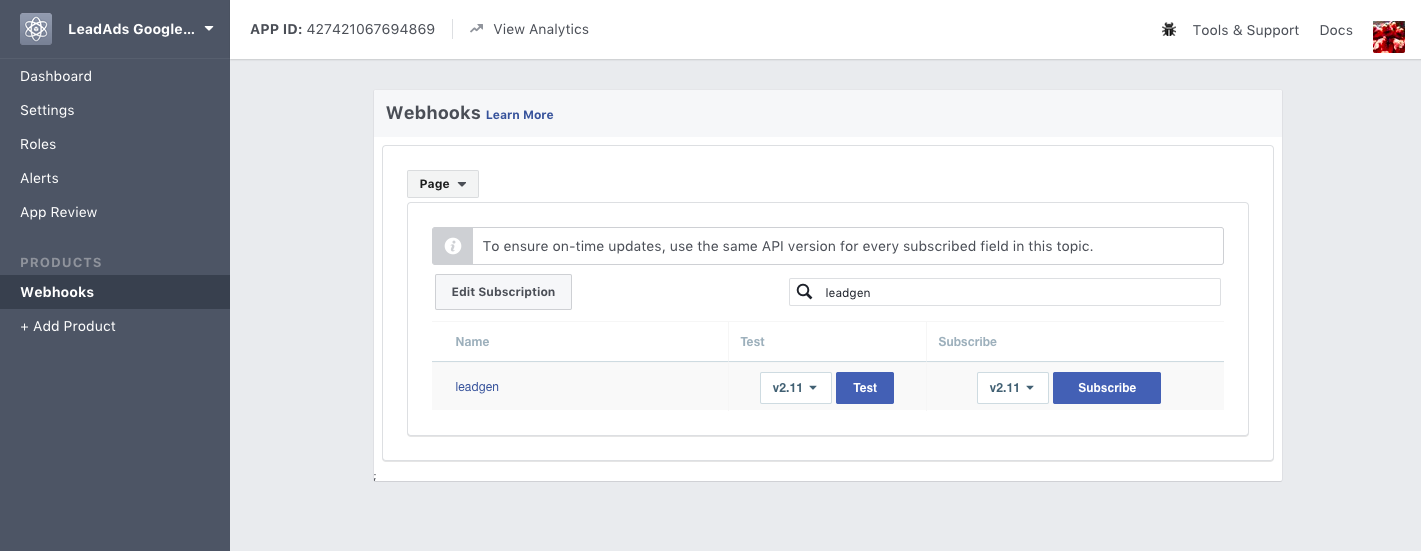 LeadAds Google...
APP ID: 427421067694869
View Analytics
Tools & Support
Docs
Dashboard
Settings
Roles
Alerts
App Review
PRODUCTS
Webhooks
+ Add Product
Webhooks Learn More
Page
To ensure on-time updates, use the same API version for every subscribed field in this topic.
Edit Subscription
leadgen
Name Test Subscribe
leadgen v2.11 Test v2.11 Subscribe
;